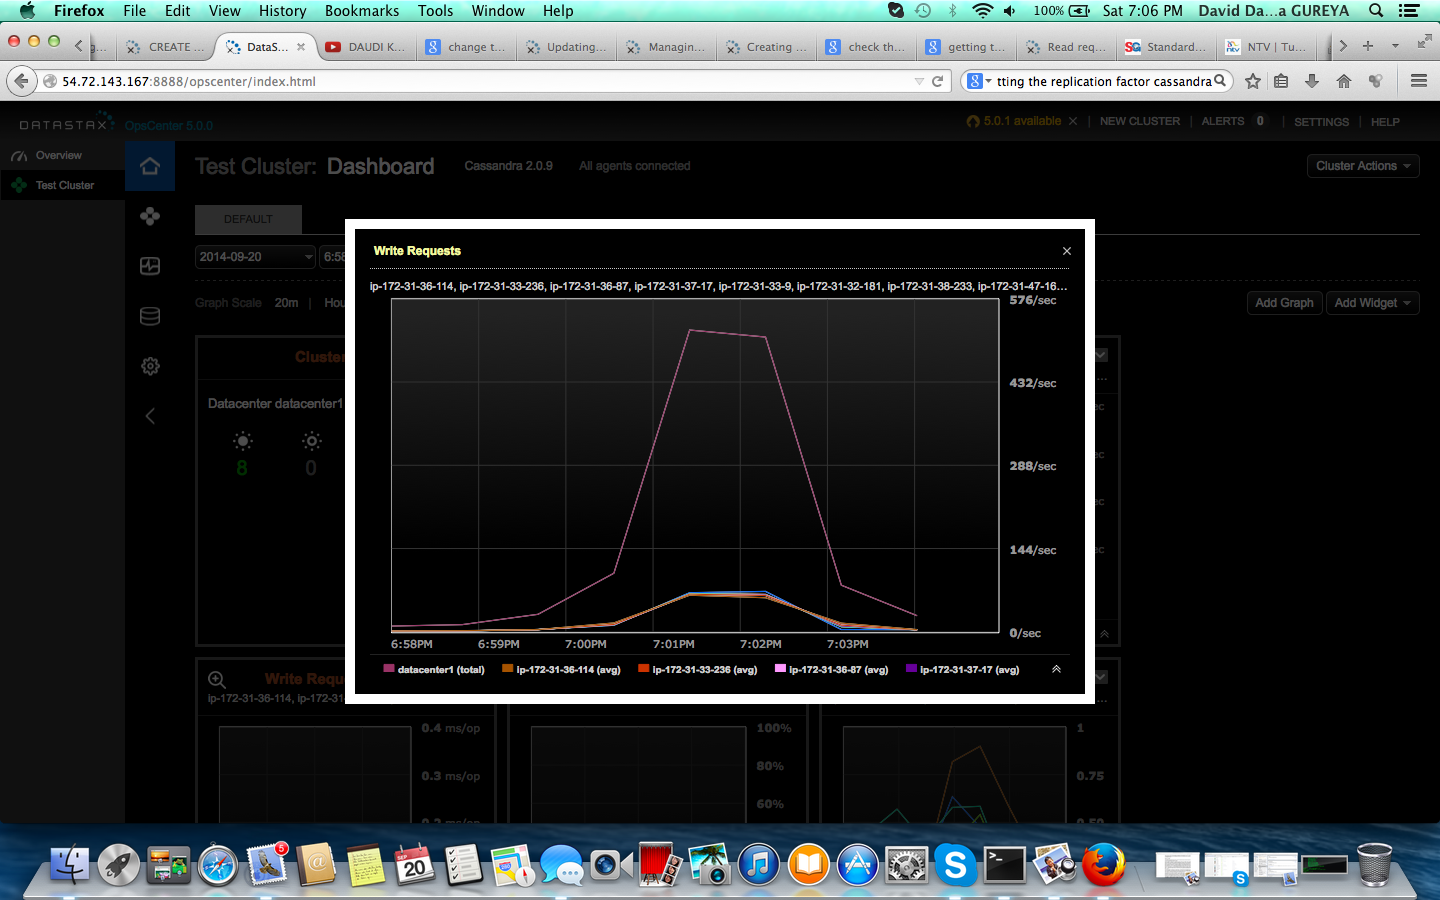 Firefox File Edit View History Bookmarks Tools Window Help 100% Sat 7:06 PM David Da...a GUREYA
CREATE ... DataS... DAUDI K... change t... Updating... Managin... Creating ... check th... getting t... Read req... Standard... NTV | Tu...
54.72.143.167:8888/opscenter/index.html tting the replication factor cassandra
DATASTAX OpsCenter 5.0.0 5.0.1 available NEW CLUSTER | ALERTS 0 | SETTINGS | HELP
Overview
Test Cluster
Test Cluster: Dashboard Cassandra 2.0.9 All agents connected Cluster Actions
DEFAULT
2014-09-20 6:58
Graph Scale 20m | Hou Add Graph Add Widget
Cluster
Datacenter datacenter1
8 0
Write Requests
ip-172-31-36-114, ip-172-31-33-236, ip-172-31-36-87, ip-172-31-37-17, ip-172-31-33-9, ip-172-31-32-181, ip-172-31-38-233, ip-172-31-47-16...
576/sec
432/sec
288/sec
144/sec
0/sec
6:58PM 6:59PM 7:00PM 7:01PM 7:02PM 7:03PM
datacenter1 (total) ip-172-31-36-114 (avg) ip-172-31-33-236 (avg) ip-172-31-36-87 (avg) ip-172-31-37-17 (avg)
Write Requ
ip-172-31-36-114, ip-172-31
0.4 ms/op 100% 1
0.3 ms/op 80% 0.75
60%
5
SEP 20